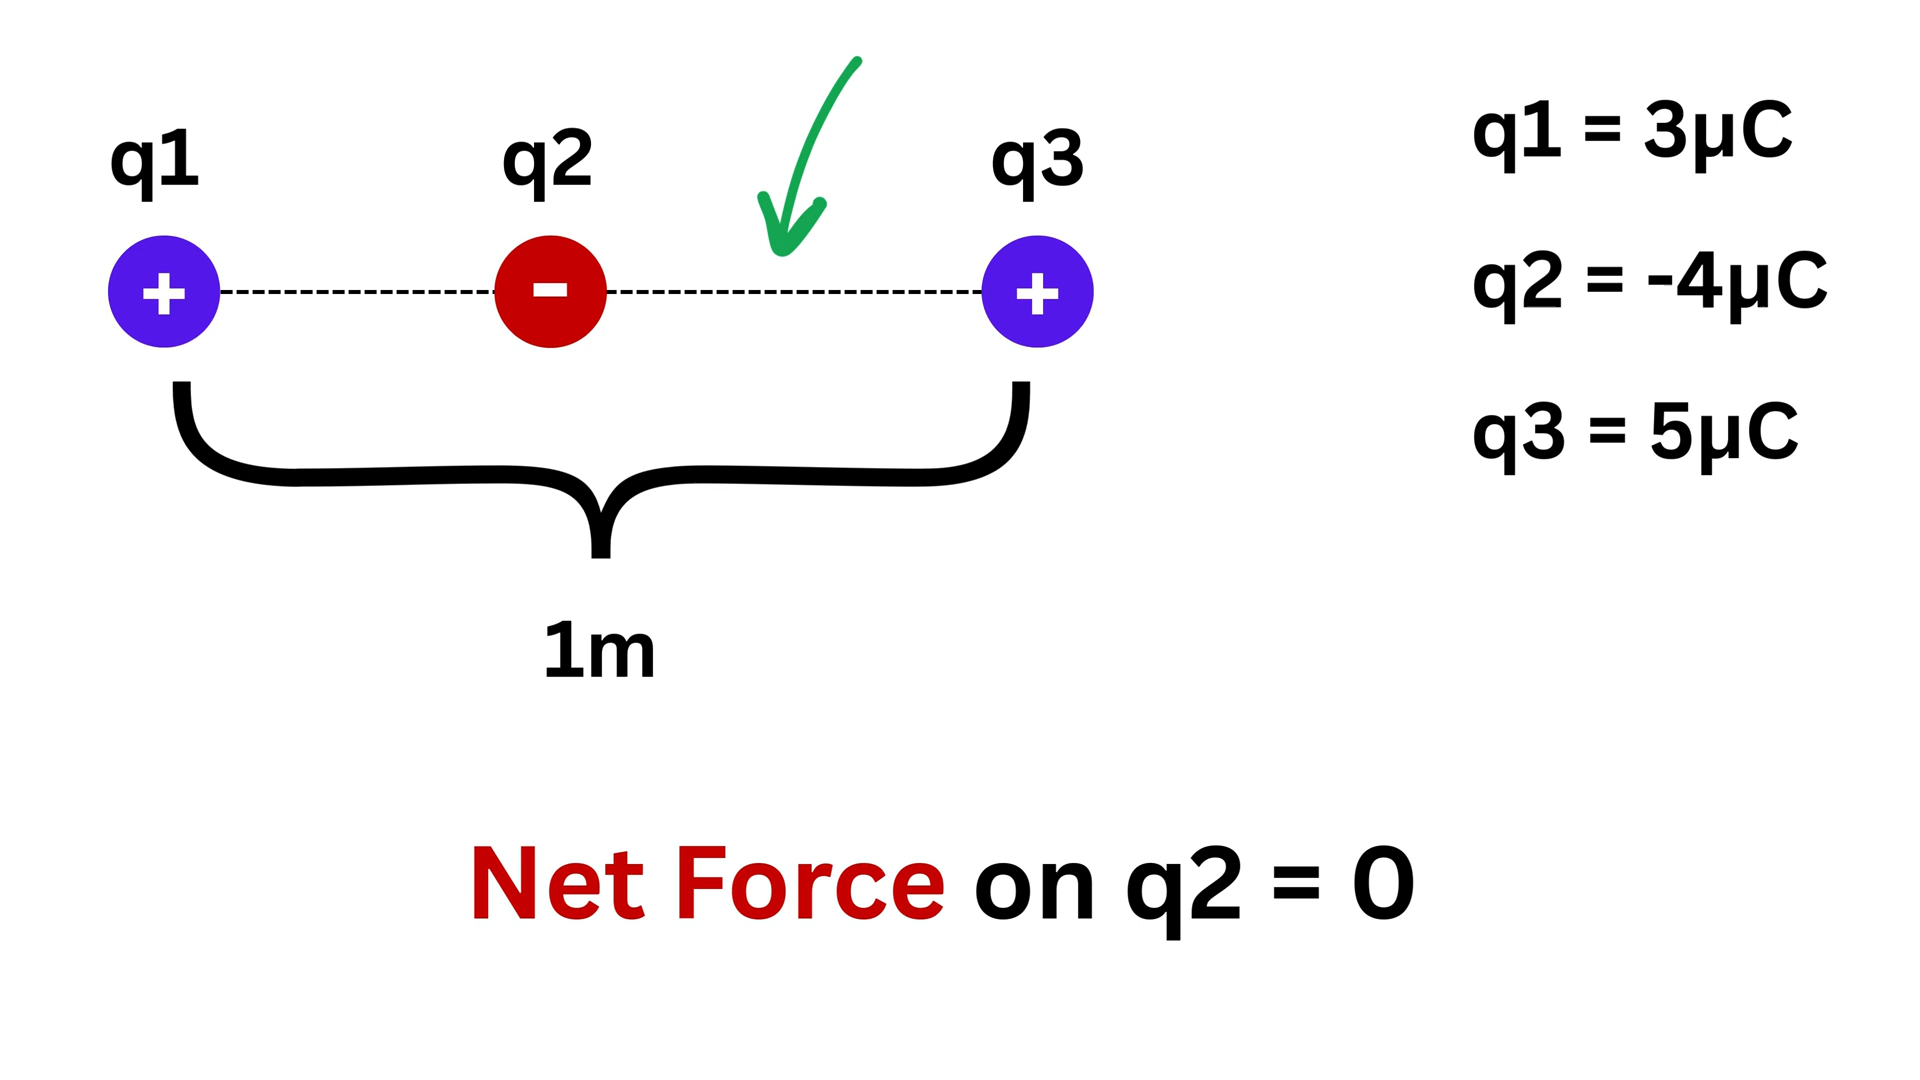 q1 q2 q3
+ - +
1m
q1 = 3µC
q2 = -4µC
q3 = 5µC
Net Force on q2 = 0